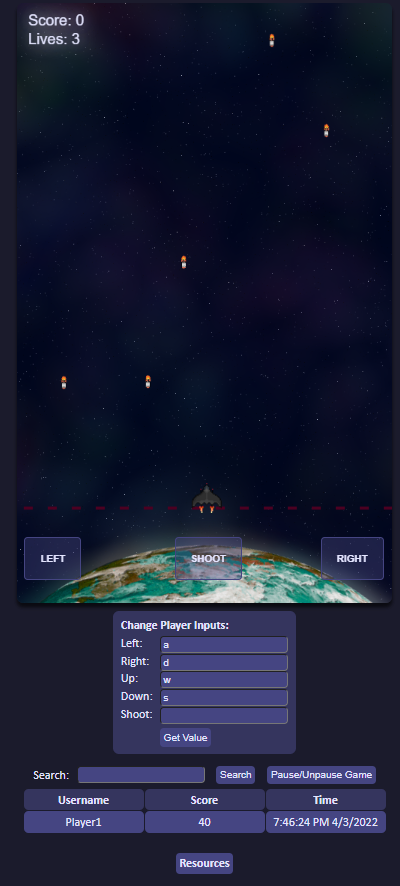 Score: 0
Lives: 3
LEFT SHOOT RIGHT
Change Player Inputs:
Left: a
Right: d
Up: w
Down: s
Shoot:
Get Value
Search: Search Pause/Unpause Game
Username Score Time
Player1 40 7:46:24 PM 4/3/2022
Resources